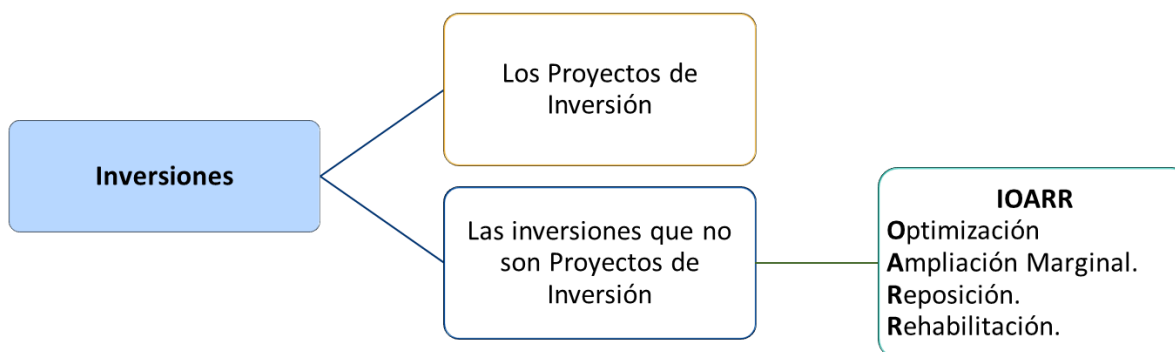 Inversiones
Los Proyectos de
Inversión
Las inversiones que no
son Proyectos de
Inversión
IOARR
Optimización
Ampliación Marginal.
Reposición.
Rehabilitación.